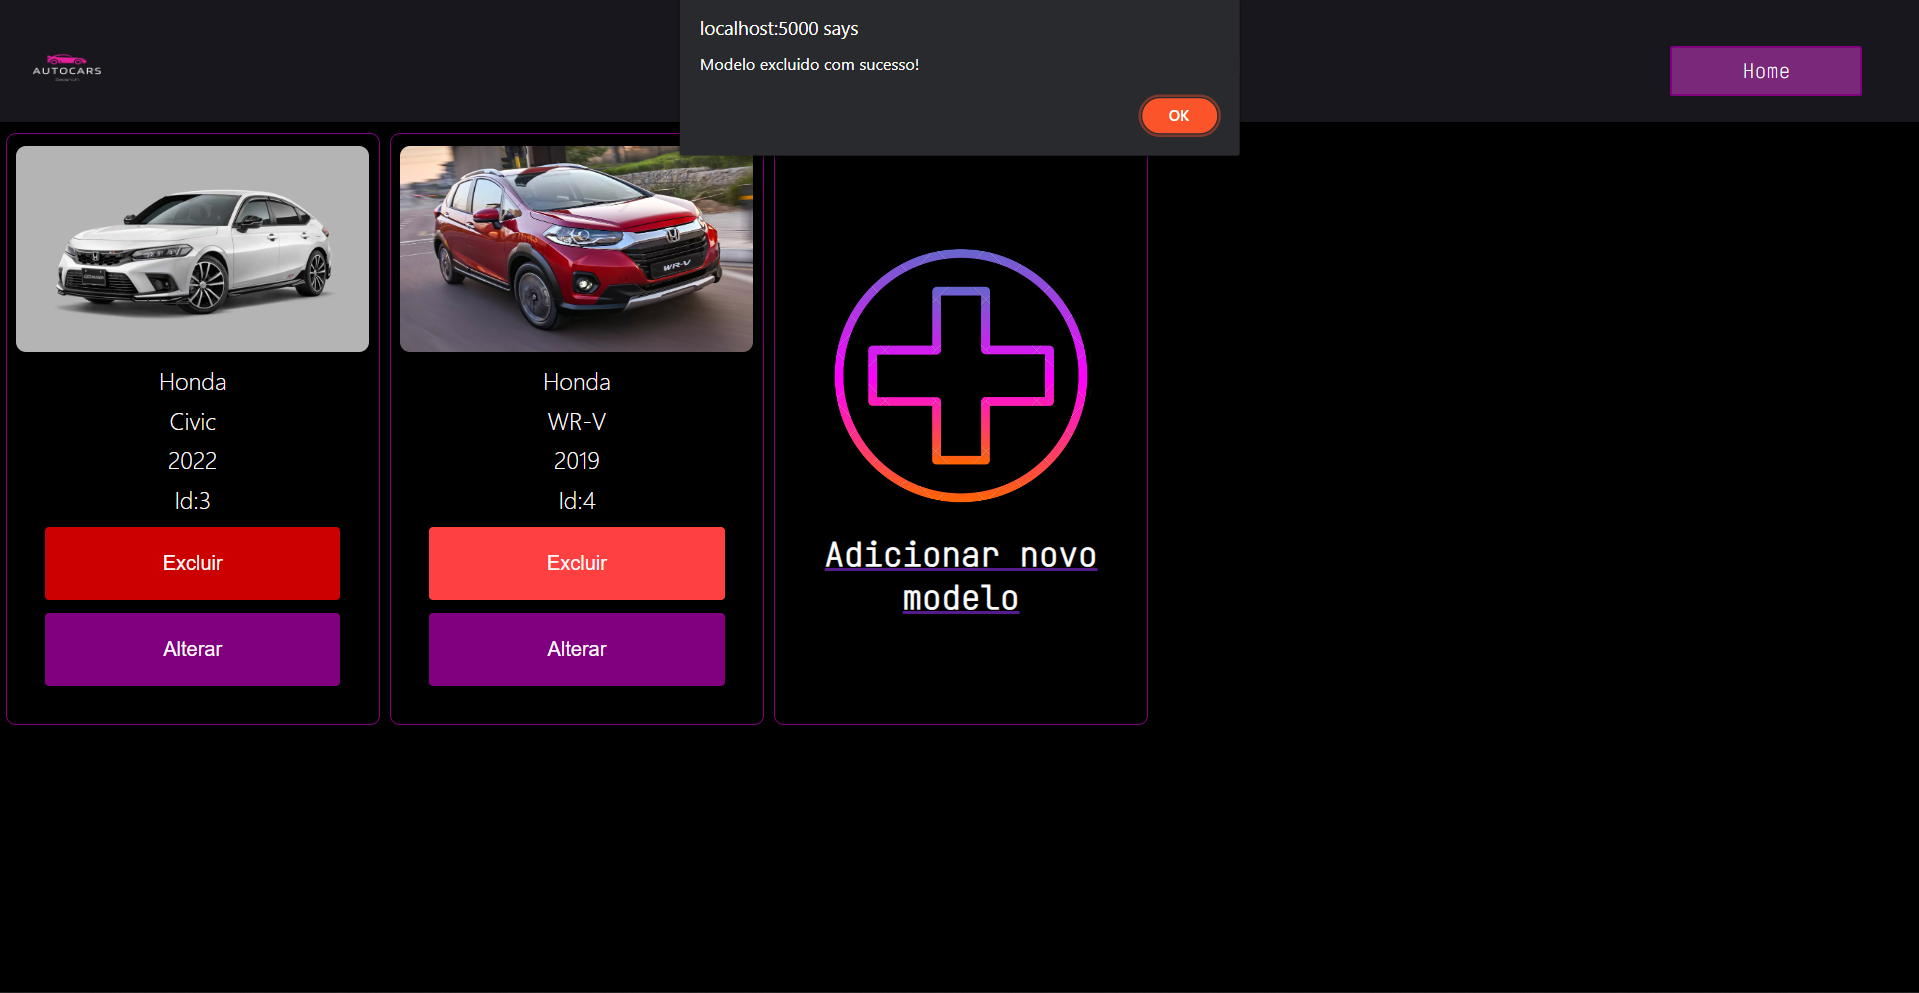 localhost:5000 says
Modelo excluido com sucesso!
OK
AUTOCARS
Home
WR-V
Honda
Civic
2022
Id:3
Excluir
Alterar
Honda
WR-V
2019
Id:4
Excluir
Alterar
Adicionar novo
modelo